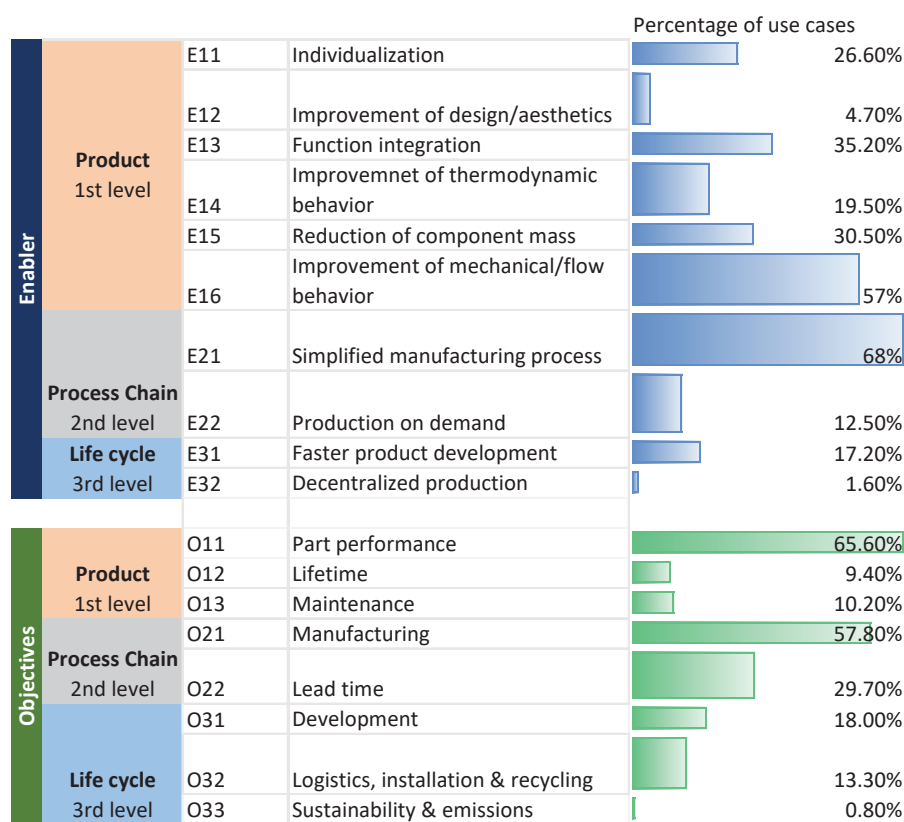 Percentage of use cases
Enabler
Product
1st level
E11 Individualization 26.60%
E12 Improvement of design/aesthetics 4.70%
E13 Function integration 35.20%
Improvemnet of thermodynamic
E14 behavior 19.50%
E15 Reduction of component mass 30.50%
Improvement of mechanical/flow
E16 behavior 57%
Process Chain
2nd level
E21 Simplified manufacturing process 68%
E22 Production on demand 12.50%
Life cycle
3rd level
E31 Faster product development 17.20%
E32 Decentralized production 1.60%
Objectives
Product
1st level
O11 Part performance 65.60%
O12 Lifetime 9.40%
O13 Maintenance 10.20%
Process Chain
2nd level
O21 Manufacturing 57.80%
O22 Lead time 29.70%
Life cycle
3rd level
O31 Development 18.00%
O32 Logistics, installation & recycling 13.30%
O33 Sustainability & emissions 0.80%